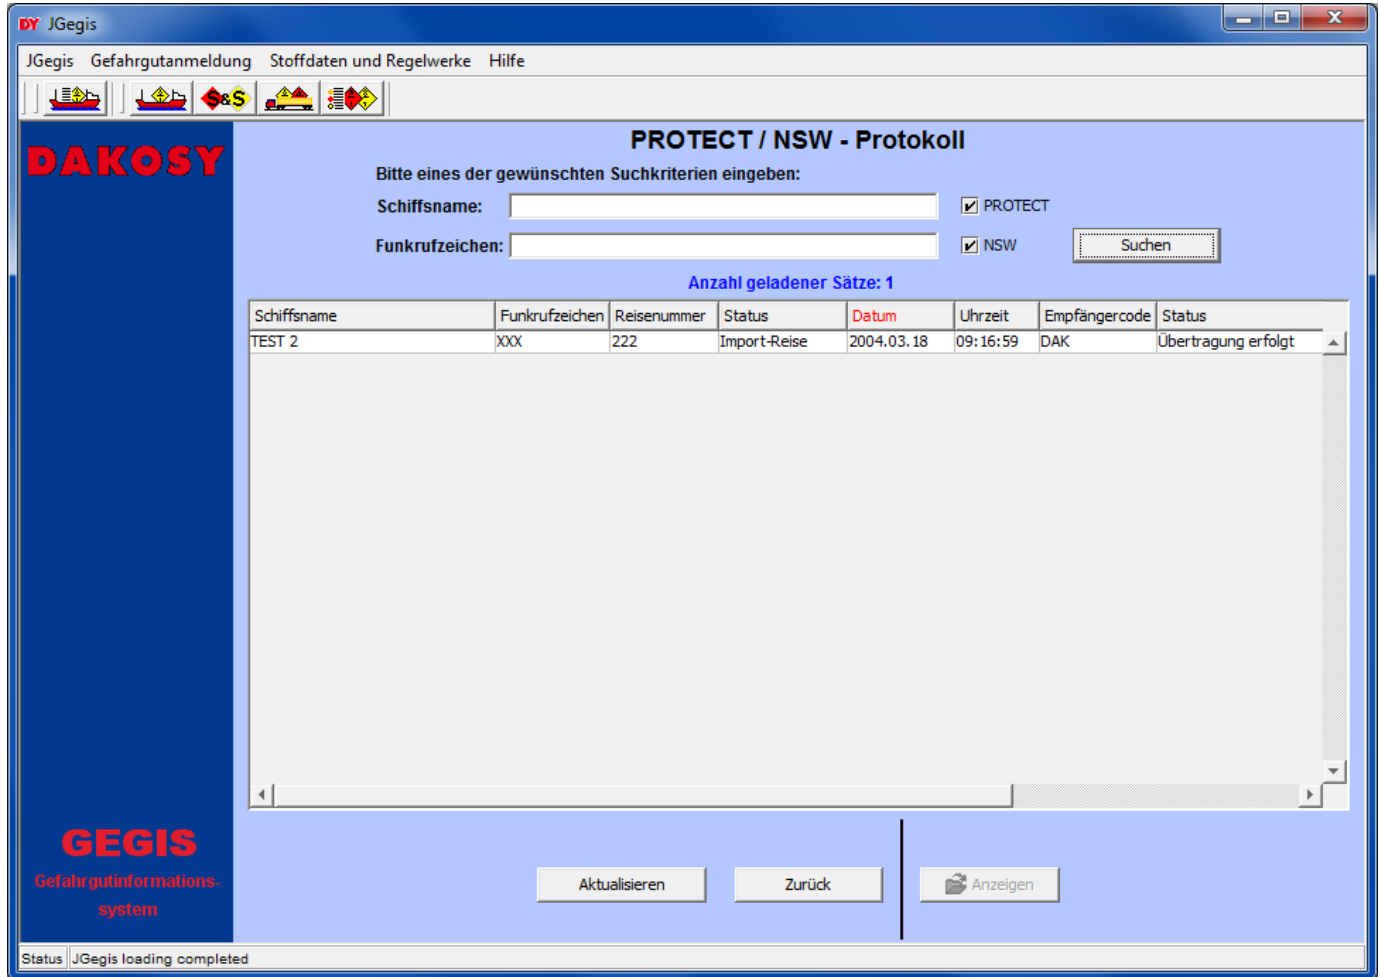 DY JGegis
JGegis Gefahrgutanmeldung Stoffdaten und Regelwerke Hilfe
S&S
DAKOSY
PROTECT / NSW - Protokoll
Bitte eines der gewünschten Suchkriterien eingeben:
Schiffsname: PROTECT
Funkrufzeichen: NSW Suchen
Anzahl geladener Sätze: 1
Schiffsname Funkrufzeichen Reisenummer Status Datum Uhrzeit Empfängercode Status
TEST 2 XXX 222 Import-Reise 2004.03.18 09:16:59 DAK Übertragung erfolgt
GEGIS
Gefahrgutinformations-
system
Aktualisieren Zurück Anzeigen
Status JGegis loading completed